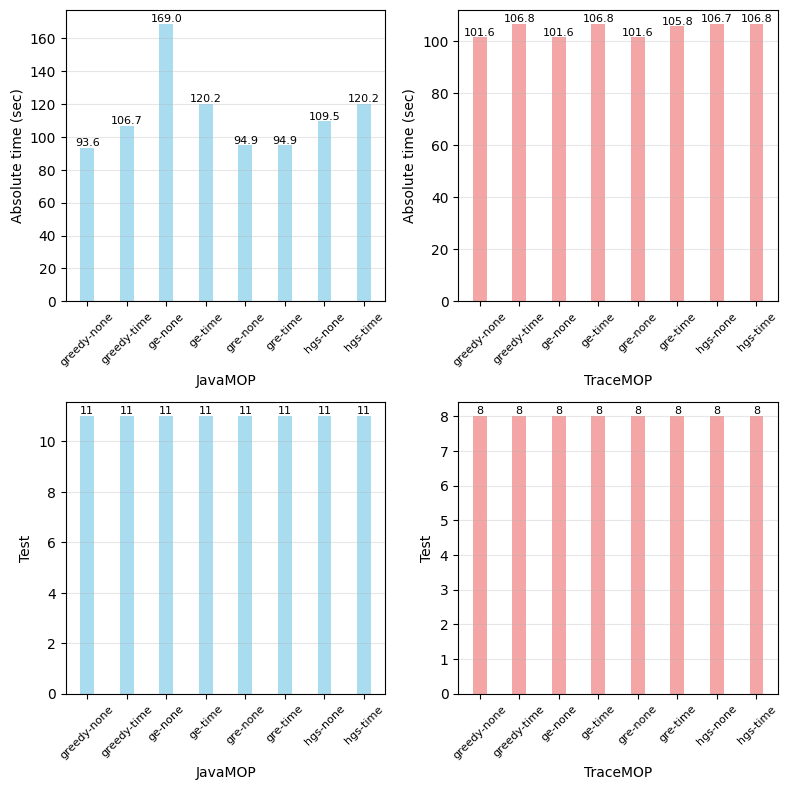 Absolute time (sec)
160
140
120
100
80
60
40
20
0
93.6
106.7
169.0
120.2
94.9
94.9
109.5
120.2
greedy-none
greedy-time
ge-none
ge-time
gre-none
gre-time
hgs-none
hgs-time
JavaMOP
Absolute time (sec)
100
80
60
40
20
0
101.6
106.8
101.6
106.8
101.6
105.8
106.7
106.8
greedy-none
greedy-time
ge-none
ge-time
gre-none
gre-time
hgs-none
hgs-time
TraceMOP
Test
10
8
6
4
2
0
11
11
11
11
11
11
11
11
greedy-none
greedy-time
ge-none
ge-time
gre-none
gre-time
hgs-none
hgs-time
JavaMOP
Test
8
7
6
5
4
3
2
1
0
8
8
8
8
8
8
8
8
greedy-none
greedy-time
ge-none
ge-time
gre-none
gre-time
hgs-none
hgs-time
TraceMOP